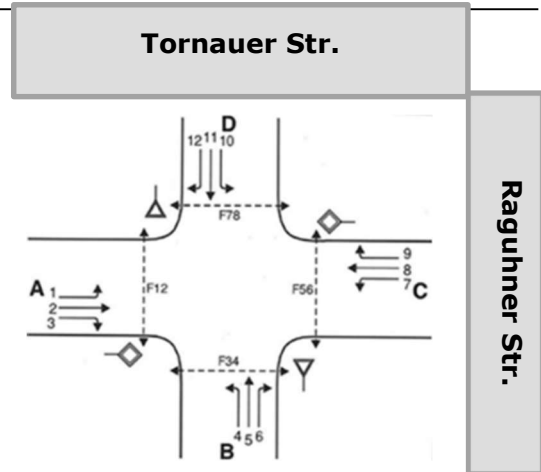 Tornauer Str.
D
12 11 10
F78
A
1
2
3
F12
F56
9
8
7
C
F34
4 5 6
B
Raguhner Str.